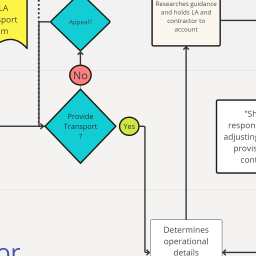 LA
sport
m
Appeal?
Researches guidance
and holds LA and
contractor to
account
No
Provide
Transport
?
Yes
"Sh
respon
adjusting
provis
cont
Determines
operational
details
or